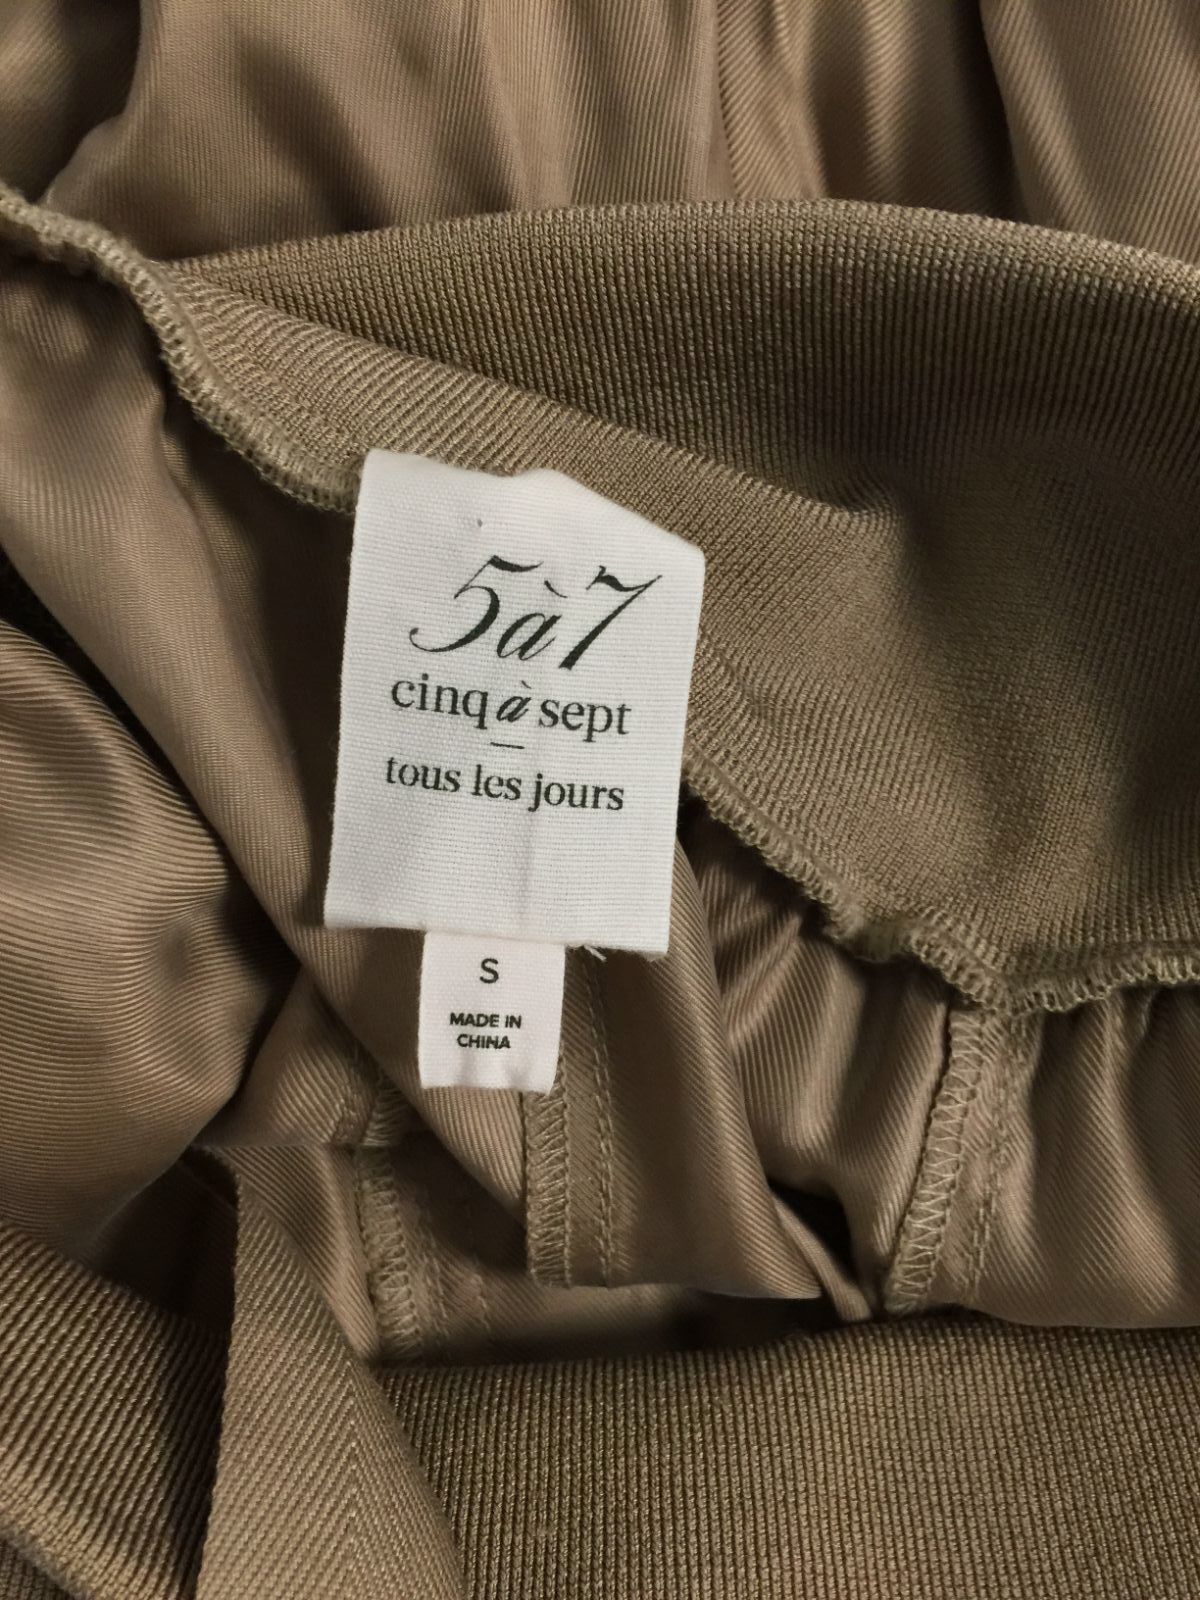 5à7
cinq à sept
tous les jours
S
MADE IN
CHINA